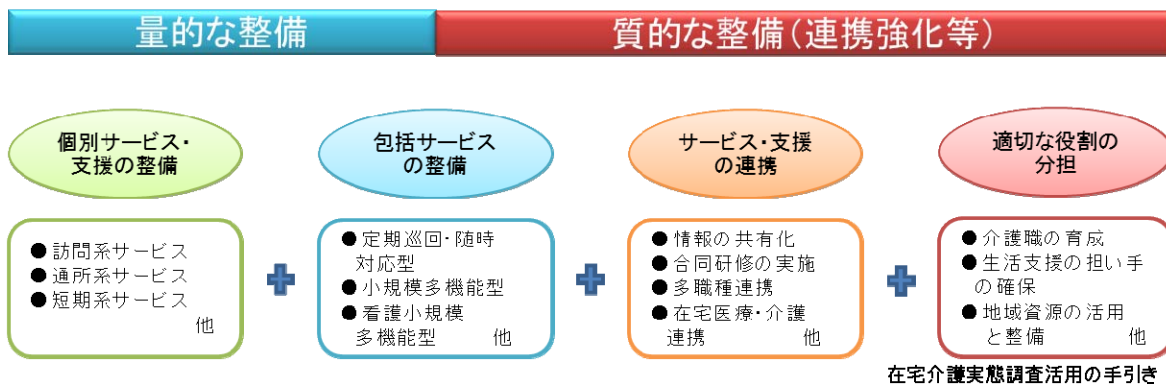 量的な整備
質的な整備（連携強化等）
個別サービス・
支援の整備
●訪問系サービス
●通所系サービス
●短期系サービス
他
包括サービス
の整備
●定期巡回・随時
対応型
●小規模多機能型
●看護小規模
多機能型　他
サービス・支援
の連携
●情報の共有化
●合同研修の実施
●多職種連携
●在宅医療・介護
連携　他
適切な役割の
分担
●介護職の育成
●生活支援の担い手
の確保
●地域資源の活用
と整備　他
在宅介護実態調査活用の手引き